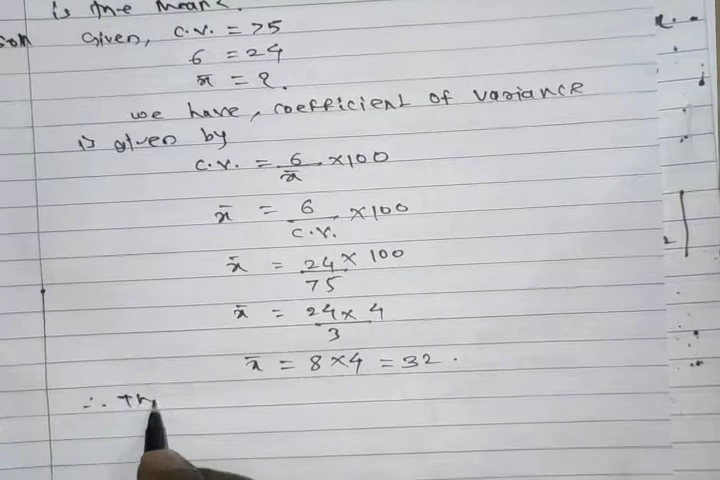 is the mean?
son Given, C.V. = 75
σ = 24
x̄ = ?.
we have, coefficient of variance
is given by
C.V. = σ/x̄ ×100
x̄ = σ/C.V. ×100
x̄ = 24 × 100/75
x̄ = 24 × 4/3
x̄ = 8 × 4 = 32.
∴ Th